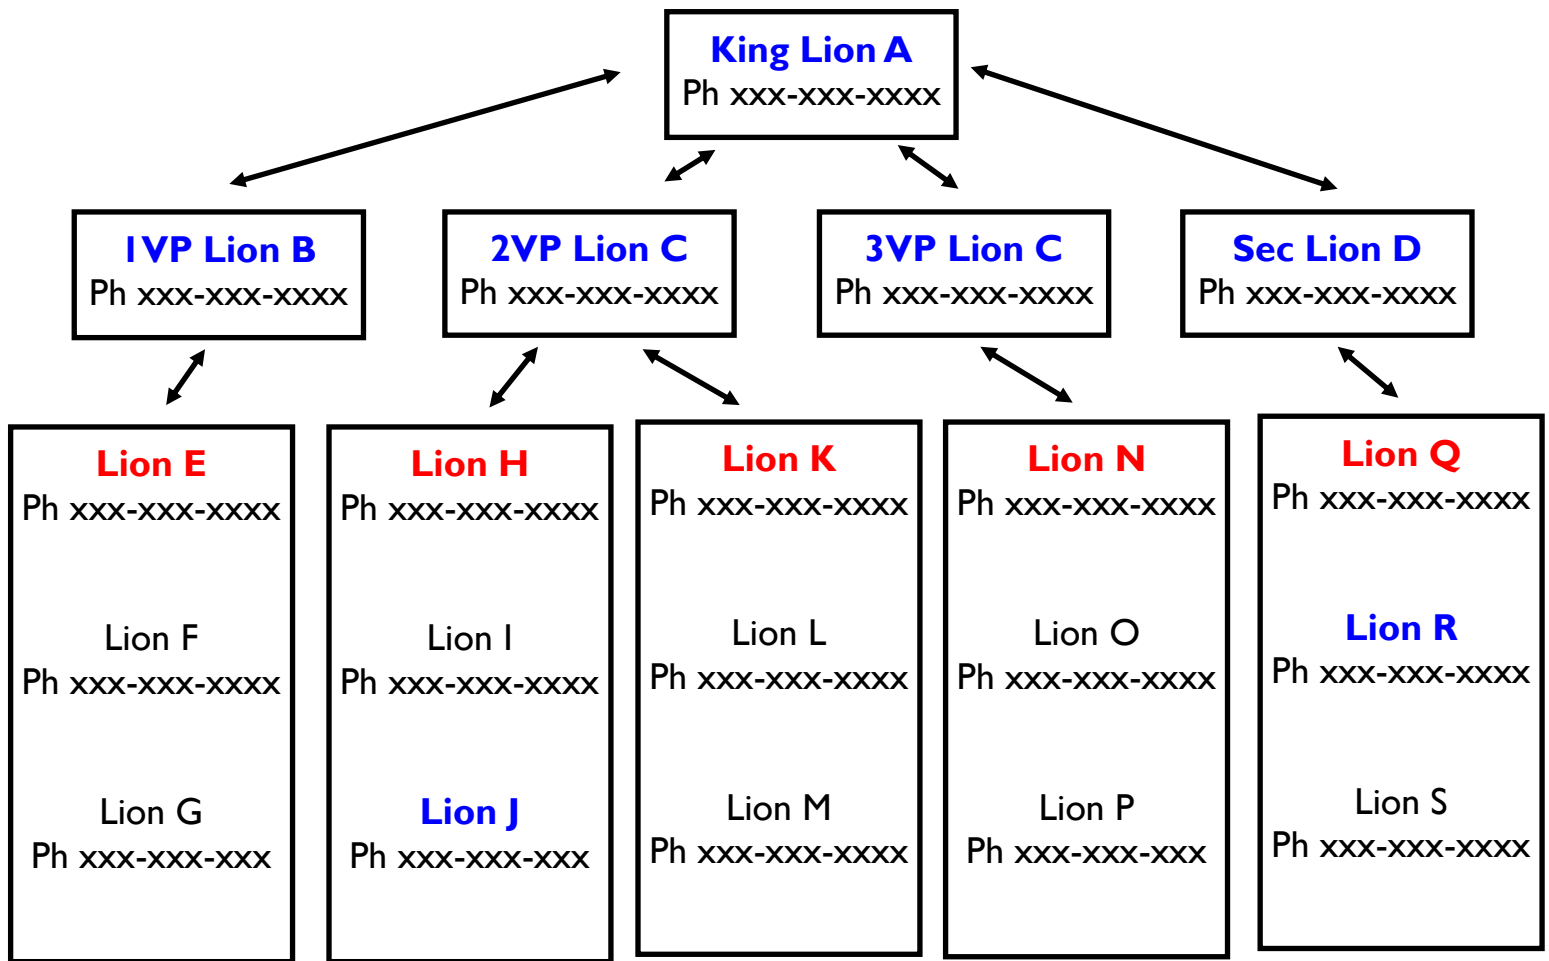 King Lion A
Ph xxx-xxx-xxxx
1VP Lion B
Ph xxx-xxx-xxxx
2VP Lion C
Ph xxx-xxx-xxxx
3VP Lion C
Ph xxx-xxx-xxxx
Sec Lion D
Ph xxx-xxx-xxxx
Lion E
Ph xxx-xxx-xxxx
Lion F
Ph xxx-xxx-xxxx
Lion G
Ph xxx-xxx-xxx
Lion H
Ph xxx-xxx-xxxx
Lion I
Ph xxx-xxx-xxxx
Lion J
Ph xxx-xxx-xxx
Lion K
Ph xxx-xxx-xxxx
Lion L
Ph xxx-xxx-xxxx
Lion M
Ph xxx-xxx-xxxx
Lion N
Ph xxx-xxx-xxxx
Lion O
Ph xxx-xxx-xxxx
Lion P
Ph xxx-xxx-xxx
Lion Q
Ph xxx-xxx-xxxx
Lion R
Ph xxx-xxx-xxxx
Lion S
Ph xxx-xxx-xxxx